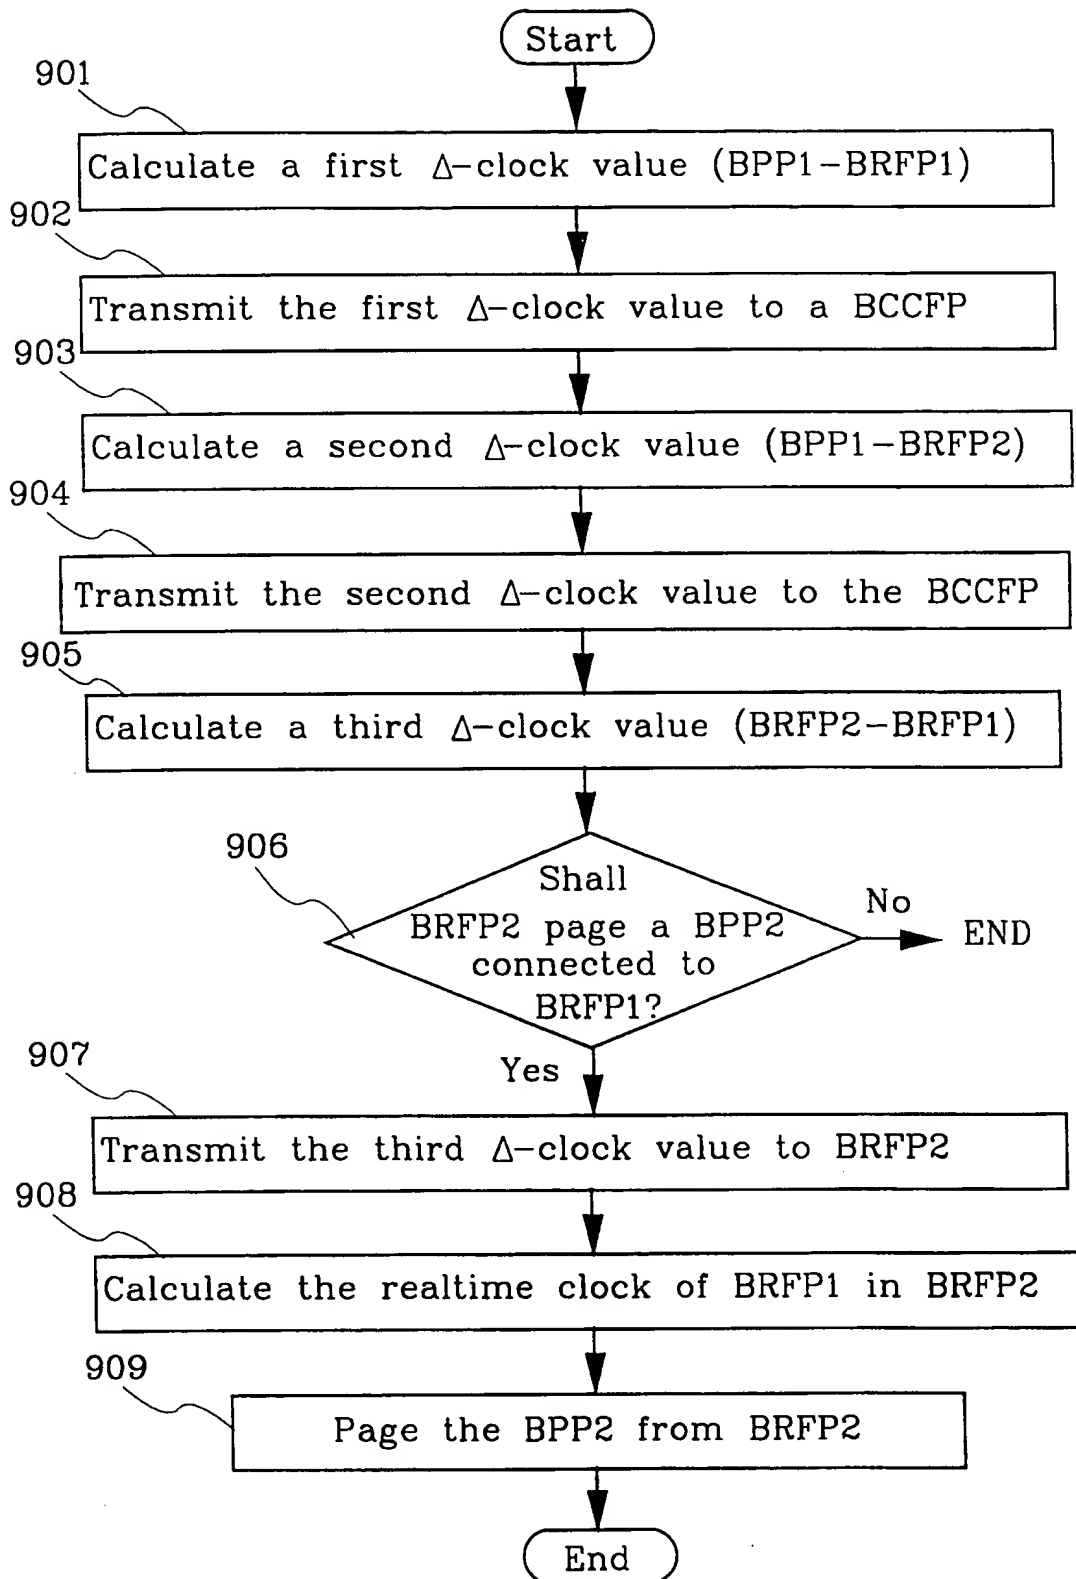 Start
901
Calculate a first Δ-clock value (BPP1-BRFP1)
902
Transmit the first Δ-clock value to a BCCFP
903
Calculate a second Δ-clock value (BPP1-BRFP2)
904
Transmit the second Δ-clock value to the BCCFP
905
Calculate a third Δ-clock value (BRFP2-BRFP1)
906
Shall
BRFP2 page a BPP2
connected to
BRFP1?
No
END
Yes
907
Transmit the third Δ-clock value to BRFP2
908
Calculate the realtime clock of BRFP1 in BRFP2
909
Page the BPP2 from BRFP2
End